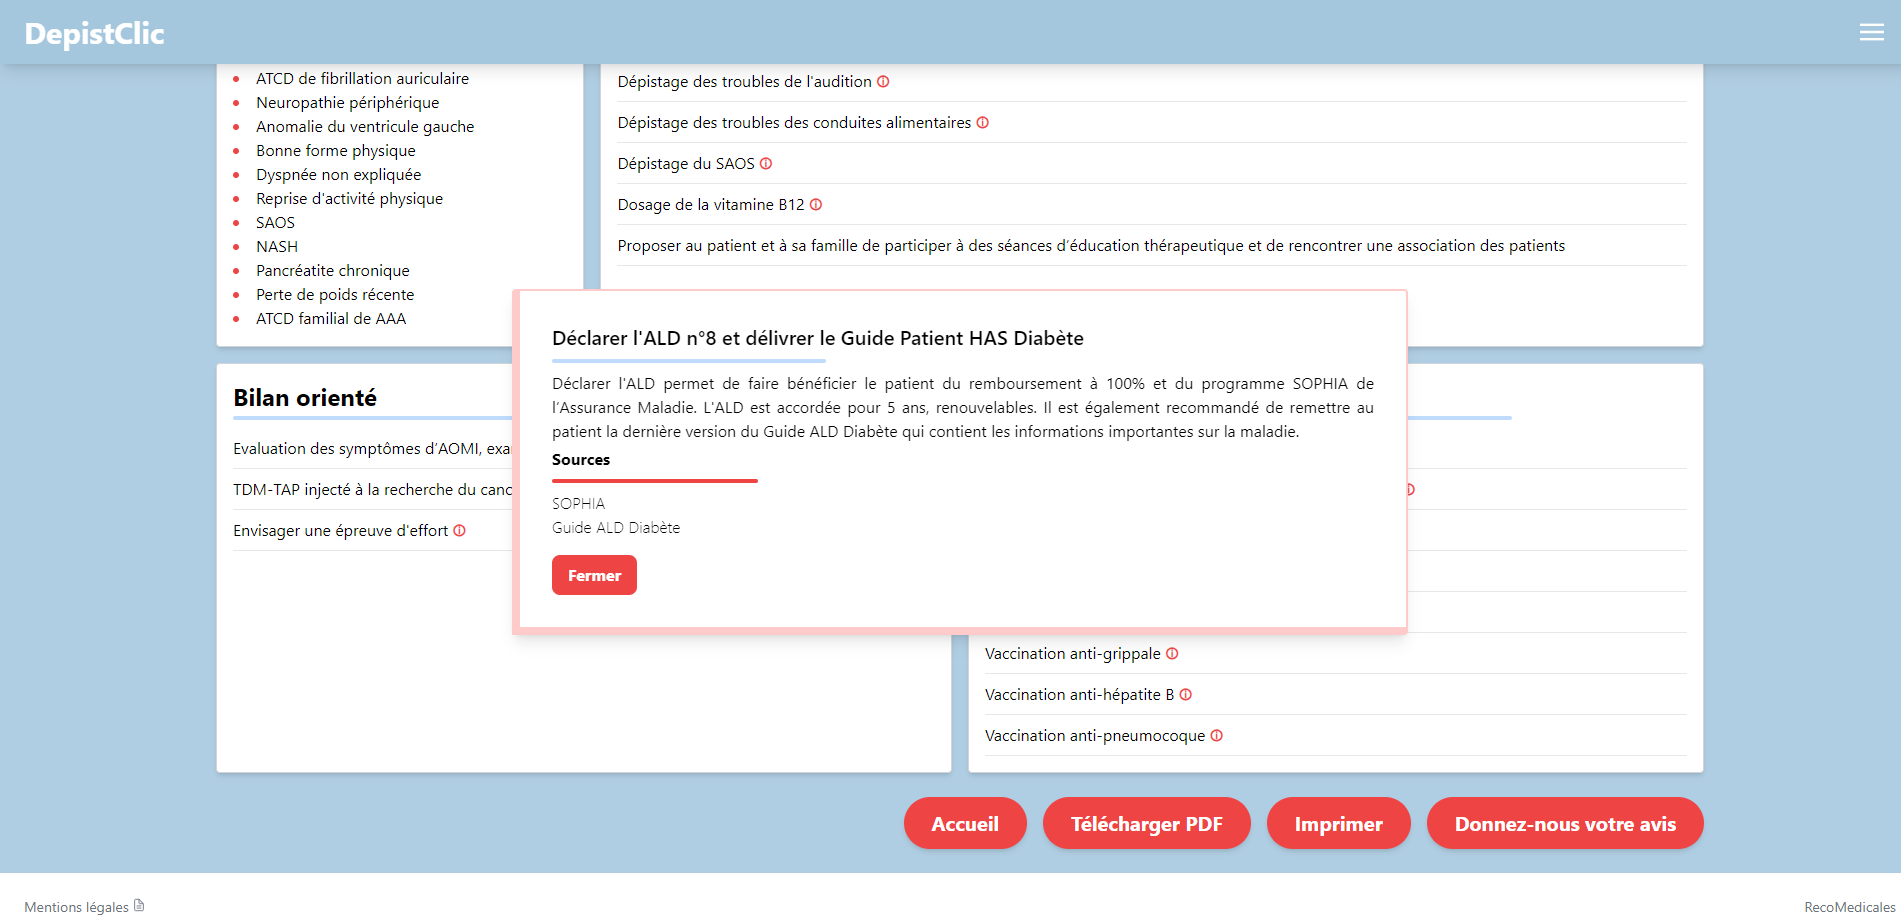 DepistClic
ATCD de fibrillation auriculaire
Neuropathie périphérique
Anomalie du ventricule gauche
Bonne forme physique
Dyspnée non expliquée
Reprise d'activité physique
SAOS
NASH
Pancréatite chronique
Perte de poids récente
ATCD familial de AAA
Dépistage des troubles de l'audition
Dépistage des troubles des conduites alimentaires
Dépistage du SAOS
Dosage de la vitamine B12
Proposer au patient et à sa famille de participer à des séances d’éducation thérapeutique et de rencontrer une association des patients
Déclarer l'ALD n°8 et délivrer le Guide Patient HAS Diabète
Déclarer l'ALD permet de faire bénéficier le patient du remboursement à 100% et du programme SOPHIA de
l’Assurance Maladie. L'ALD est accordée pour 5 ans, renouvelables. Il est également recommandé de remettre au
patient la dernière version du Guide ALD Diabète qui contient les informations importantes sur la maladie.
Sources
SOPHIA
Guide ALD Diabète
Fermer
Bilan orienté
Evaluation des symptômes d’AOMI, exa
TDM-TAP injecté à la recherche du canc
Envisager une épreuve d'effort
Vaccination anti-grippale
Vaccination anti-hépatite B
Vaccination anti-pneumocoque
Accueil
Télécharger PDF
Imprimer
Donnez-nous votre avis
Mentions légales
RecoMedicales